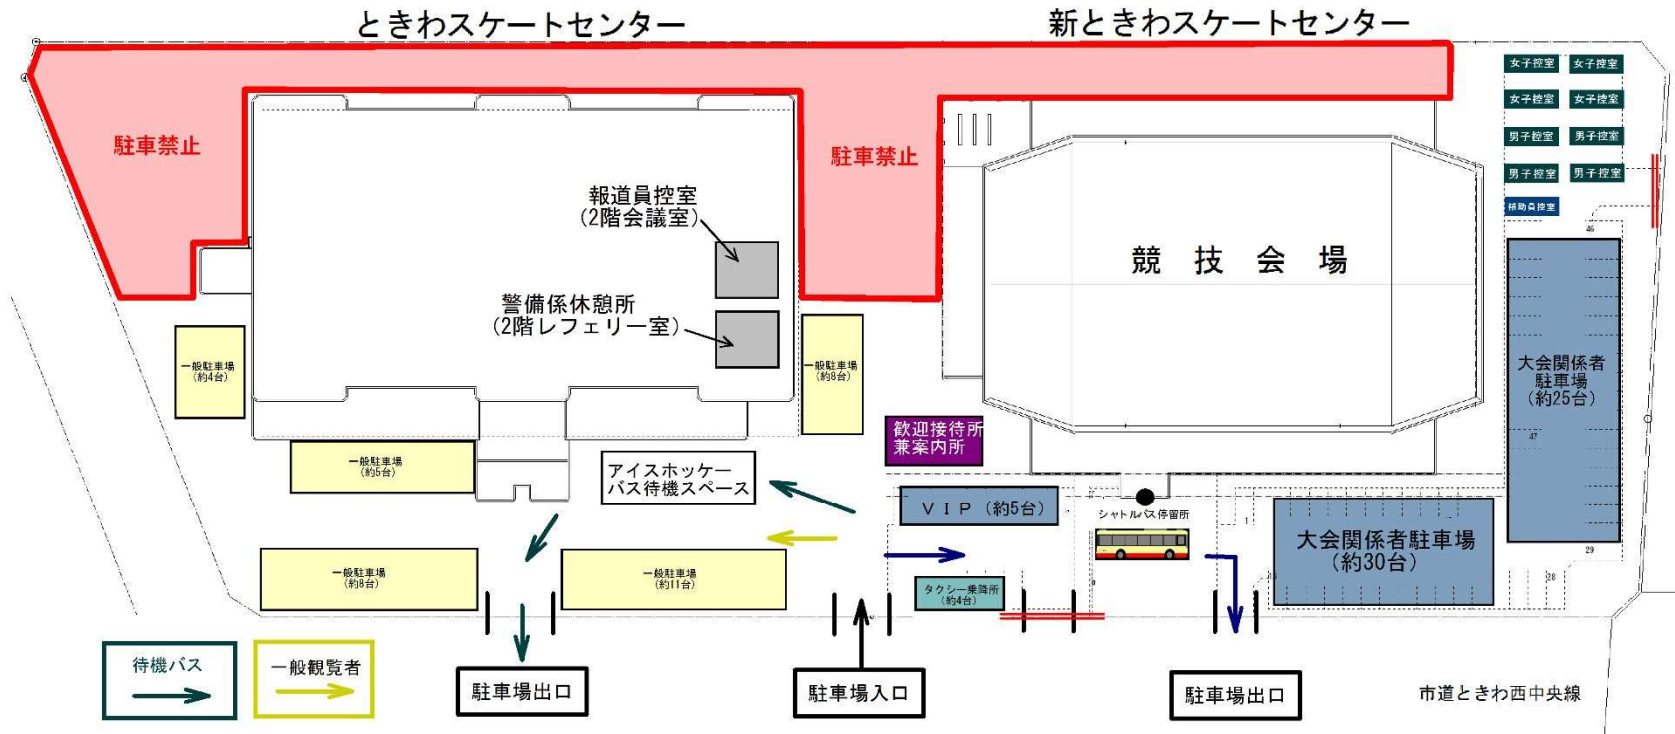 ときわスケートセンター
新ときわスケートセンター
女子控室
女子控室
女子控室
女子控室
男子控室
男子控室
男子控室
男子控室
補助員控室
駐車禁止
駐車禁止
報道員控室
(2階会議室)
警備係休憩所
(2階レフェリー室)
競技会場
46
大会関係者
駐車場
(約25台)
47
29
一般駐車場
(約4台)
一般駐車場
(約8台)
歓迎接待所
兼案内所
一般駐車場
(約5台)
アイスホッケー
バス待機スペース
VIP(約5台)
シャトルバス停留所
1
大会関係者駐車場
(約30台)
28
一般駐車場
(約8台)
一般駐車場
(約11台)
タクシー乗降所
(約4台)
待機バス
一般観覧者
駐車場出口
駐車場入口
駐車場出口
市道ときわ西中央線